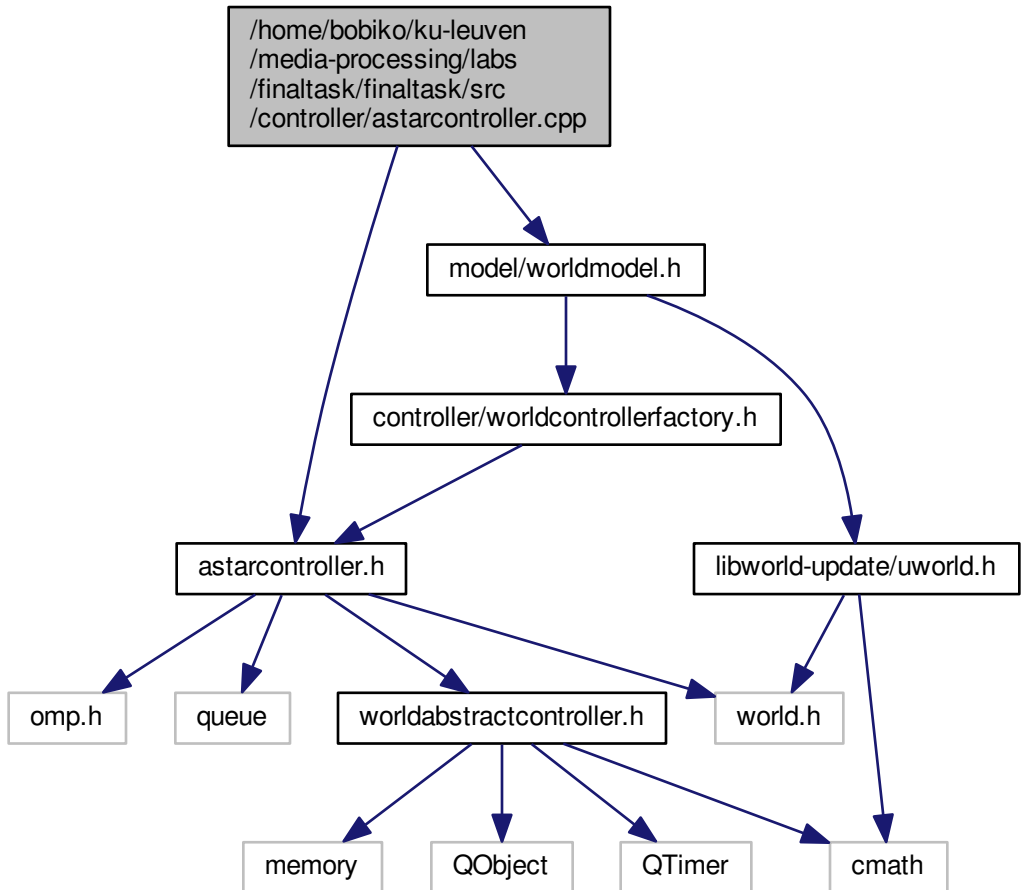 /home/bobiko/ku-leuven
/media-processing/labs
/finaltask/finaltask/src
/controller/astarcontroller.cpp
model/worldmodel.h
controller/worldcontrollerfactory.h
astarcontroller.h
libworld-update/uworld.h
omp.h
queue
worldabstractcontroller.h
world.h
memory
QObject
QTimer
cmath